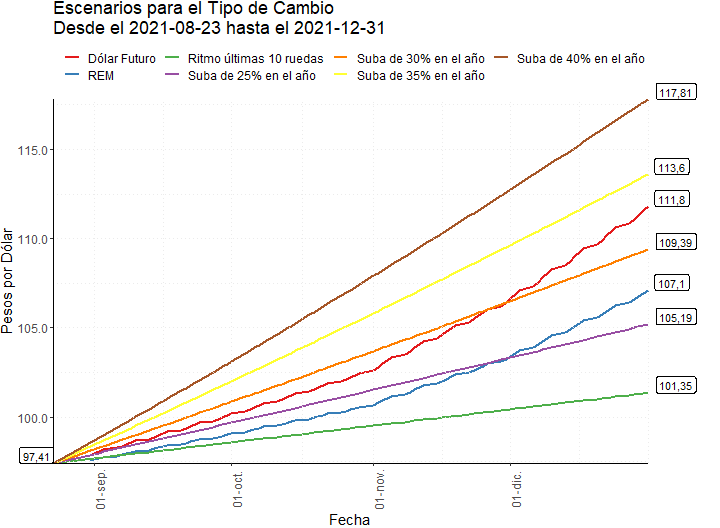 Escenarios para el Tipo de Cambio
Desde el 2021-08-23 hasta el 2021-12-31
Dólar Futuro
Ritmo últimas 10 ruedas
Suba de 30% en el año
Suba de 40% en el año
REM
Suba de 25% en el año
Suba de 35% en el año
117,81
115.0
113,6
111,8
110.0
109,39
107,1
105.0
105,19
101,35
100.0
97,41
Pesos por Dólar
01-sep.
01-oct.
01-nov.
01-dic.
Fecha